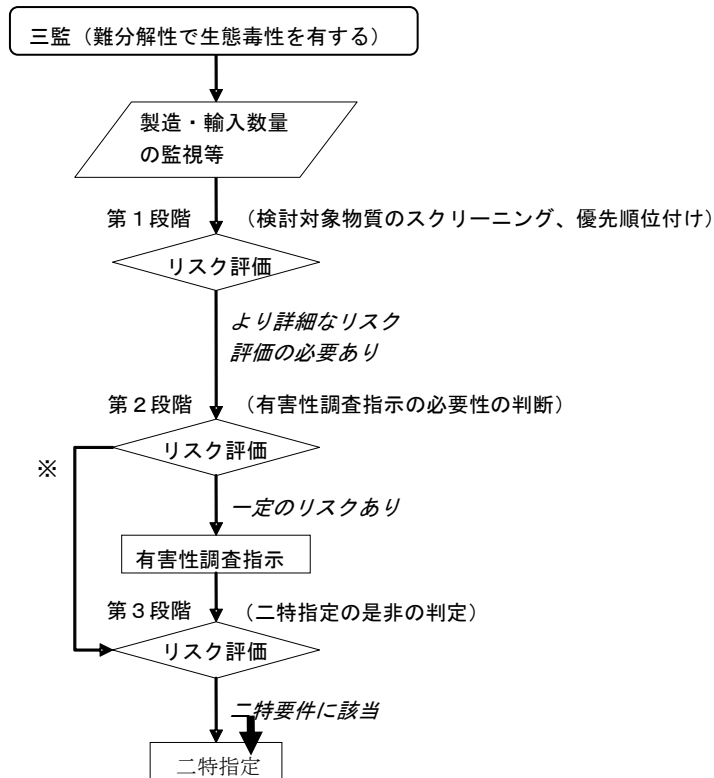 三監（難分解性で生態毒性を有する）
製造・輸入数量
の監視等
第１段階　（検討対象物質のスクリーニング、優先順位付け）
リスク評価
より詳細なリスク
評価の必要あり
第２段階　（有害性調査指示の必要性の判断）
リスク評価
※
一定のリスクあり
有害性調査指示
第３段階　（二特指定の是非の判定）
リスク評価
二特要件に該当
二特指定